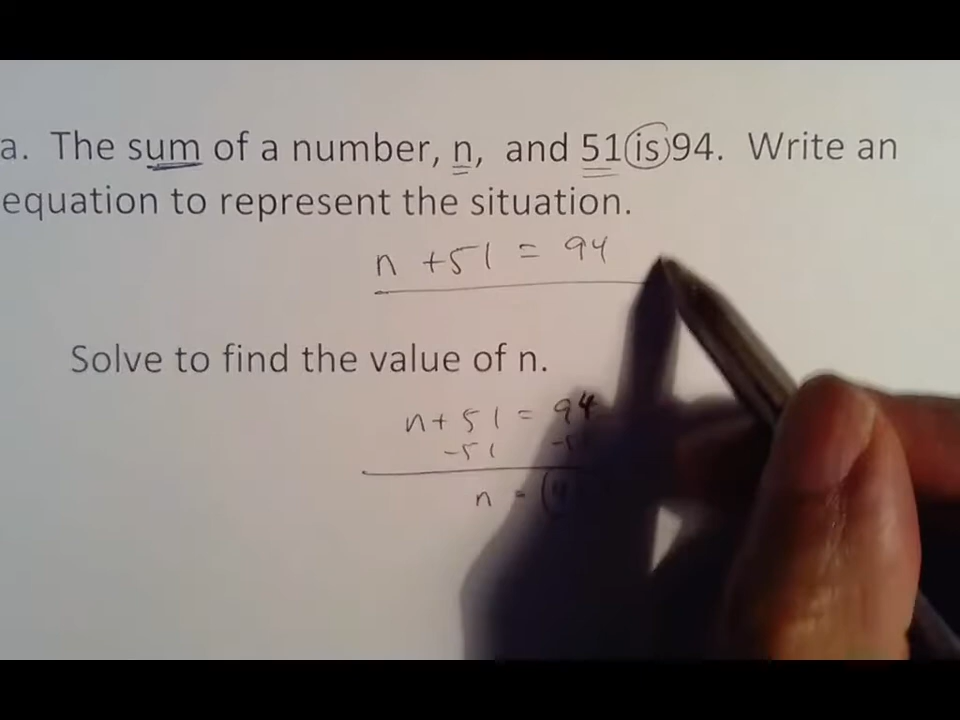 a. The sum of a number, n, and 51 is 94. Write an
equation to represent the situation.
n + 51 = 94
Solve to find the value of n.
n + 51 = 94
-51 -5
n =